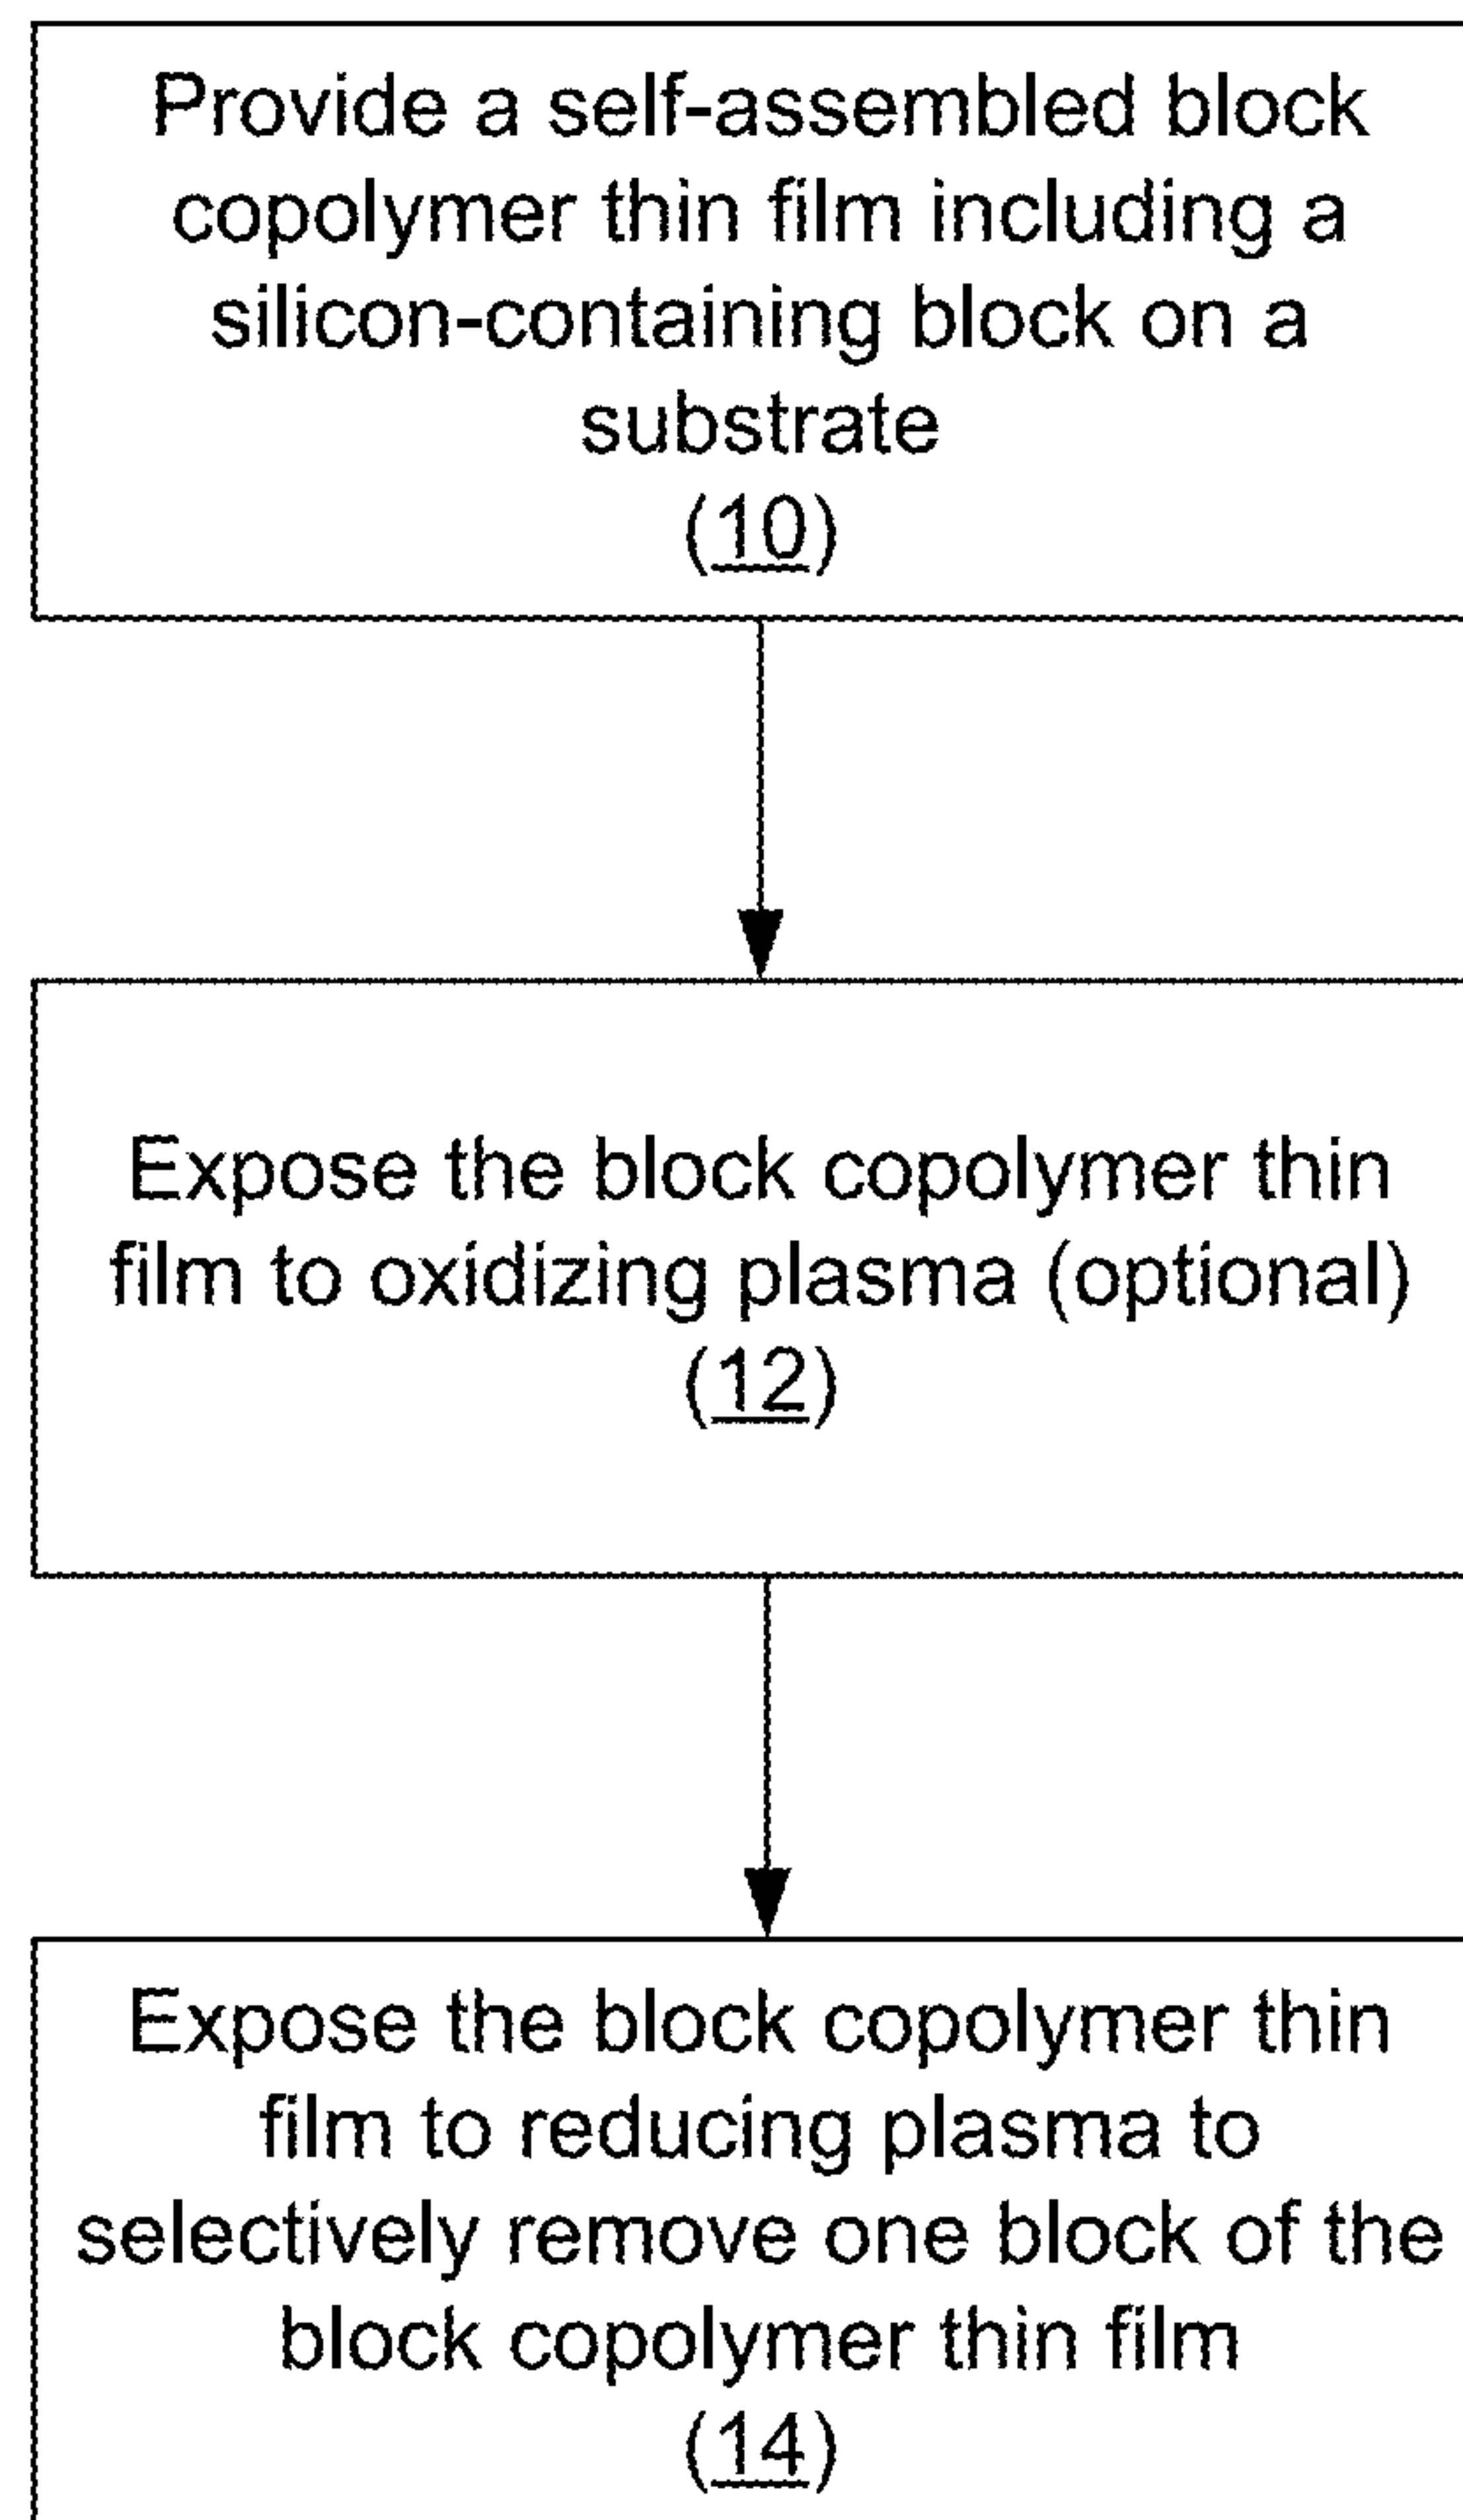 Provide a self-assembled block
copolymer thin film including a
silicon-containing block on a
substrate
(10)
Expose the block copolymer thin
film to oxidizing plasma (optional)
(12)
Expose the block copolymer thin
film to reducing plasma to
selectively remove one block of the
block copolymer thin film
(14)